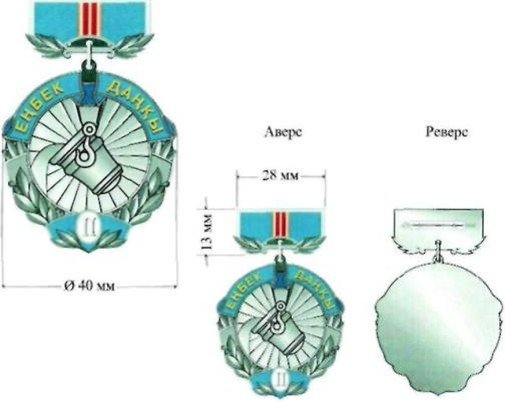 ЕҢБЕК ДАҢҚЫ
II
Ø 40 мм
Аверс
28 мм
13 мм
ЕҢБЕК ДАҢҚЫ
II
Реверс